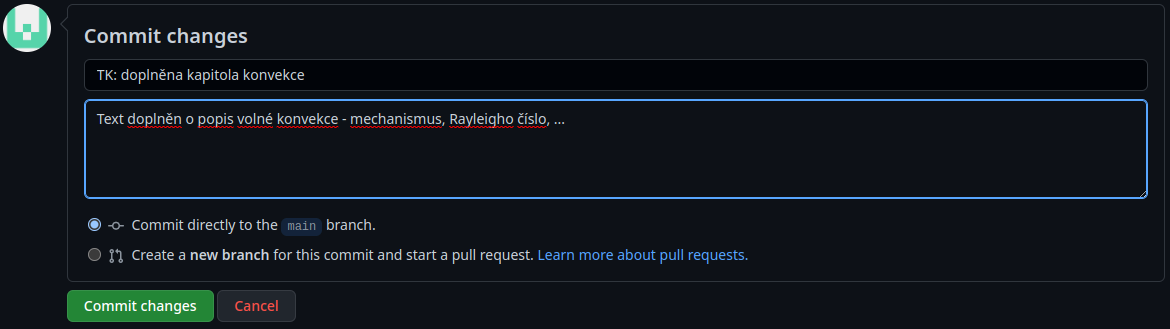 Commit changes
TK: doplněna kapitola konvekce
Text doplněn o popis volné konvekce - mechanismus, Rayleigho číslo, ...
Commit directly to the main branch.
Create a new branch for this commit and start a pull request. Learn more about pull requests.
Commit changes Cancel